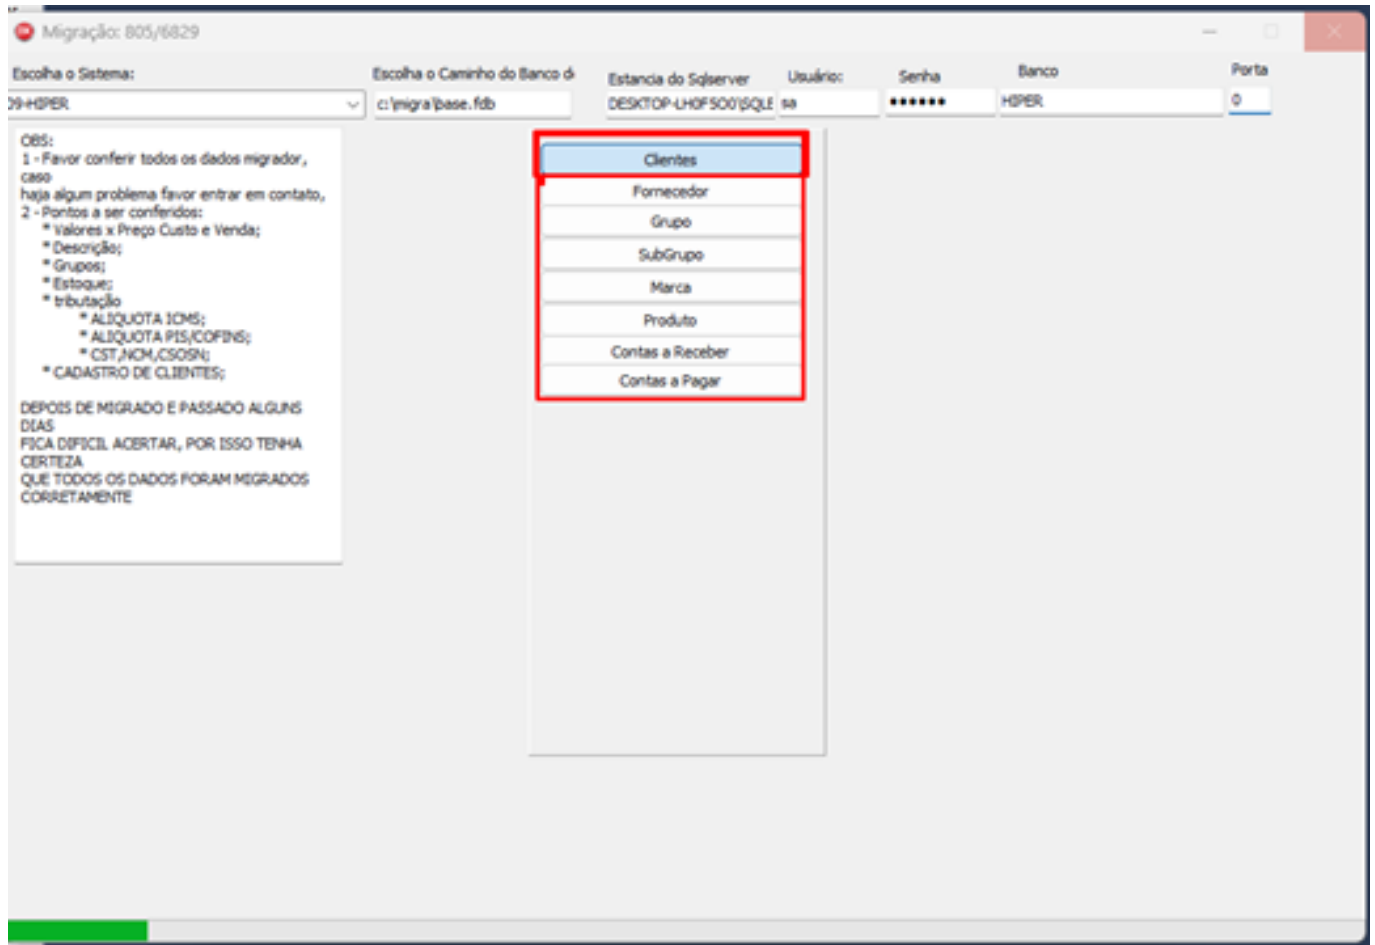 Migração: 805/6829
Escolha o Sistema:
Escolha o Caminho do Banco d
Estancia do Sqlserver
Usuário:
Senha
Banco
Porta
09-HIPER
c:\migra\base.fdb
DESKTOP-LH0FSO0\SQLE
sa
●●●●●●
HIPER
0
OBS:
1 - Favor conferir todos os dados migrador,
caso
haja algum problema favor entrar em contato,
2 - Pontos a ser conferidos:
* Valores x Preço Custo e Venda;
* Descrição;
* Grupos;
* Estoque;
* tributação
* ALIQUOTA ICMS;
* ALIQUOTA PIS/COFINS;
* CST,NCM,CSOSN;
* CADASTRO DE CLIENTES;
DEPOIS DE MIGRADO E PASSADO ALGUNS
DIAS
FICA DIFICIL ACERTAR, POR ISSO TENHA
CERTEZA
QUE TODOS OS DADOS FORAM MIGRADOS
CORRETAMENTE
Clientes
Fornecedor
Grupo
SubGrupo
Marca
Produto
Contas a Receber
Contas a Pagar